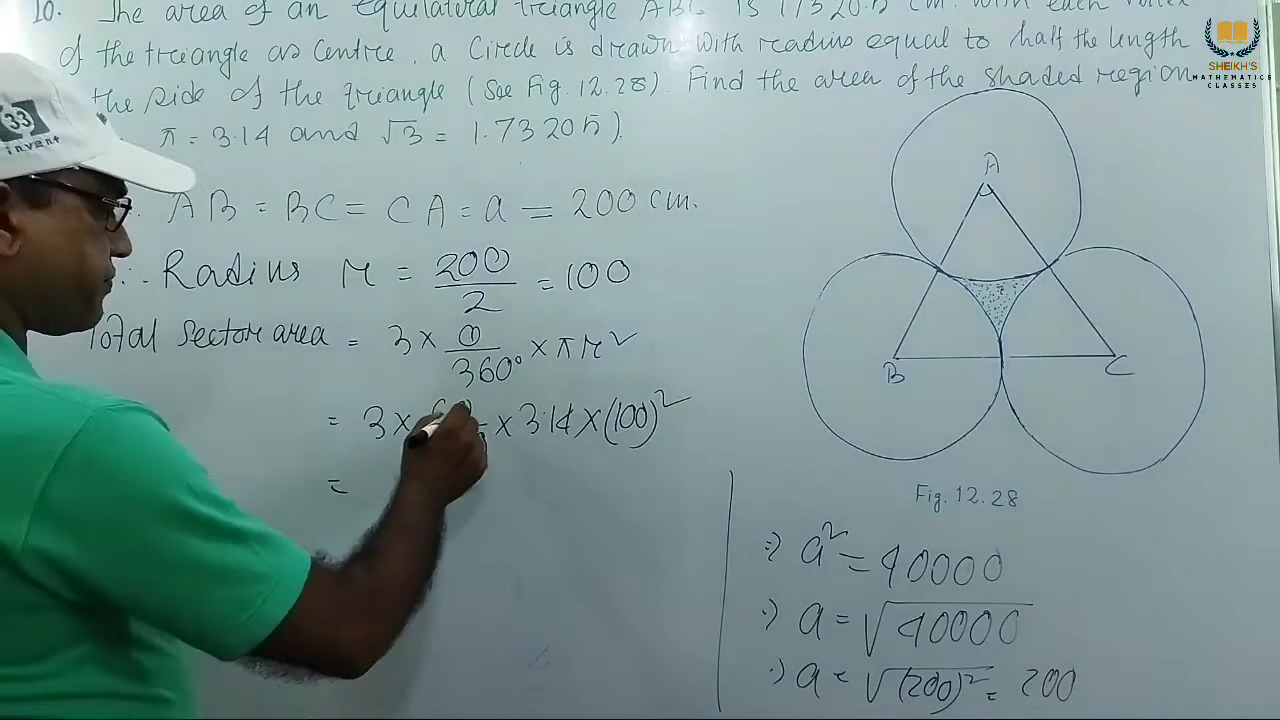 10. The area of an equilateral triangle ABC is 17320.5 cm. With each vertex
of the triangle as Centre, a Circle is drawn with radius equal to half the length
the side of the triangle (See Fig. 12.28). Find the area of the shaded region
π = 3.14 and √3 = 1.73205).
AB = BC = CA = a = 200 cm.
∴ Radius r = 200/2 = 100
Total Sector area = 3 × θ/360° × πr²
= 3 × × 3.14 × (100)²
=
A
B
C
Fig. 12.28
⇒ a² = 40000
⇒ a = √40000
⇒ a = √(200)² = 200
SHEIKH'S
MATHEMATICS
CLASSES
33
invent